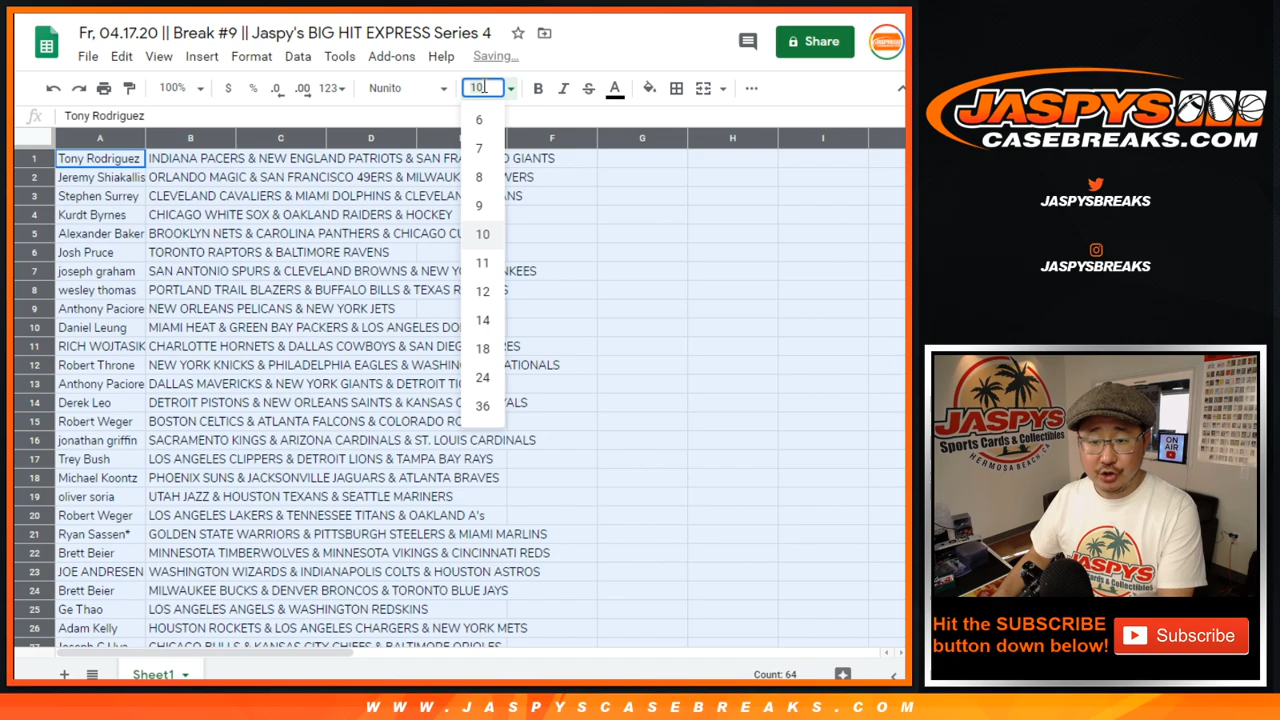 Fr, 04.17.20 || Break #9 || Jaspy's BIG HIT EXPRESS Series 4
File Edit View Insert Format Data Tools Add-ons Help Saving...
Share
100% $ % .0 .00 123 Nunito 10 B I S A
fx Tony Rodriguez
A B C D F G H I
1 Tony Rodriguez INDIANA PACERS & NEW ENGLAND PATRIOTS & SAN FRA O GIANTS
2 Jeremy Shiakallis ORLANDO MAGIC & SAN FRANCISCO 49ERS & MILWAUK WERS
3 Stephen Surrey CLEVELAND CAVALIERS & MIAMI DOLPHINS & CLEVELAN ANS
4 Kurdt Byrnes CHICAGO WHITE SOX & OAKLAND RAIDERS & HOCKEY
5 Alexander Baker BROOKLYN NETS & CAROLINA PANTHERS & CHICAGO CU
6 Josh Pruce TORONTO RAPTORS & BALTIMORE RAVENS
7 joseph graham SAN ANTONIO SPURS & CLEVELAND BROWNS & NEW YO NKEES
8 wesley thomas PORTLAND TRAIL BLAZERS & BUFFALO BILLS & TEXAS R S
9 Anthony Paciore NEW ORLEANS PELICANS & NEW YORK JETS
10 Daniel Leung MIAMI HEAT & GREEN BAY PACKERS & LOS ANGELES DO
11 RICH WOJTASIK CHARLOTTE HORNETS & DALLAS COWBOYS & SAN DIEG RES
12 Robert Throne NEW YORK KNICKS & PHILADELPHIA EAGLES & WASHIN ATIONALS
13 Anthony Paciore DALLAS MAVERICKS & NEW YORK GIANTS & DETROIT TI
14 Derek Leo DETROIT PISTONS & NEW ORLEANS SAINTS & KANSAS C ALS
15 Robert Weger BOSTON CELTICS & ATLANTA FALCONS & COLORADO RO
16 jonathan griffin SACRAMENTO KINGS & ARIZONA CARDINALS & ST. LOUIS CARDINALS
17 Trey Bush LOS ANGELES CLIPPERS & DETROIT LIONS & TAMPA BAY RAYS
18 Michael Koontz PHOENIX SUNS & JACKSONVILLE JAGUARS & ATLANTA BRAVES
19 oliver soria UTAH JAZZ & HOUSTON TEXANS & SEATTLE MARINERS
20 Robert Weger LOS ANGELES LAKERS & TENNESSEE TITANS & OAKLAND A's
21 Ryan Sassen* GOLDEN STATE WARRIORS & PITTSBURGH STEELERS & MIAMI MARLINS
22 Brett Beier MINNESOTA TIMBERWOLVES & MINNESOTA VIKINGS & CINCINNATI REDS
23 JOE ANDRESEN WASHINGTON WIZARDS & INDIANAPOLIS COLTS & HOUSTON ASTROS
24 Brett Beier MILWAUKEE BUCKS & DENVER BRONCOS & TORONTO BLUE JAYS
25 Ge Thao LOS ANGELES ANGELS & WASHINGTON REDSKINS
26 Adam Kelly HOUSTON ROCKETS & LOS ANGELES CHARGERS & NEW YORK METS
6
7
8
9
10
11
12
14
18
24
36
Sheet1
Count: 64
JASPYS
CASEBREAKS.COM
JASPYSBREAKS
JASPYSBREAKS
JASPYS
Sports Cards & Collectibles
HERMOSA BEACH CA
ON
AIR
JASPYS
Hit the SUBSCRIBE
button down below!
Subscribe
WWW.JASPYSCASEBREAKS.COM